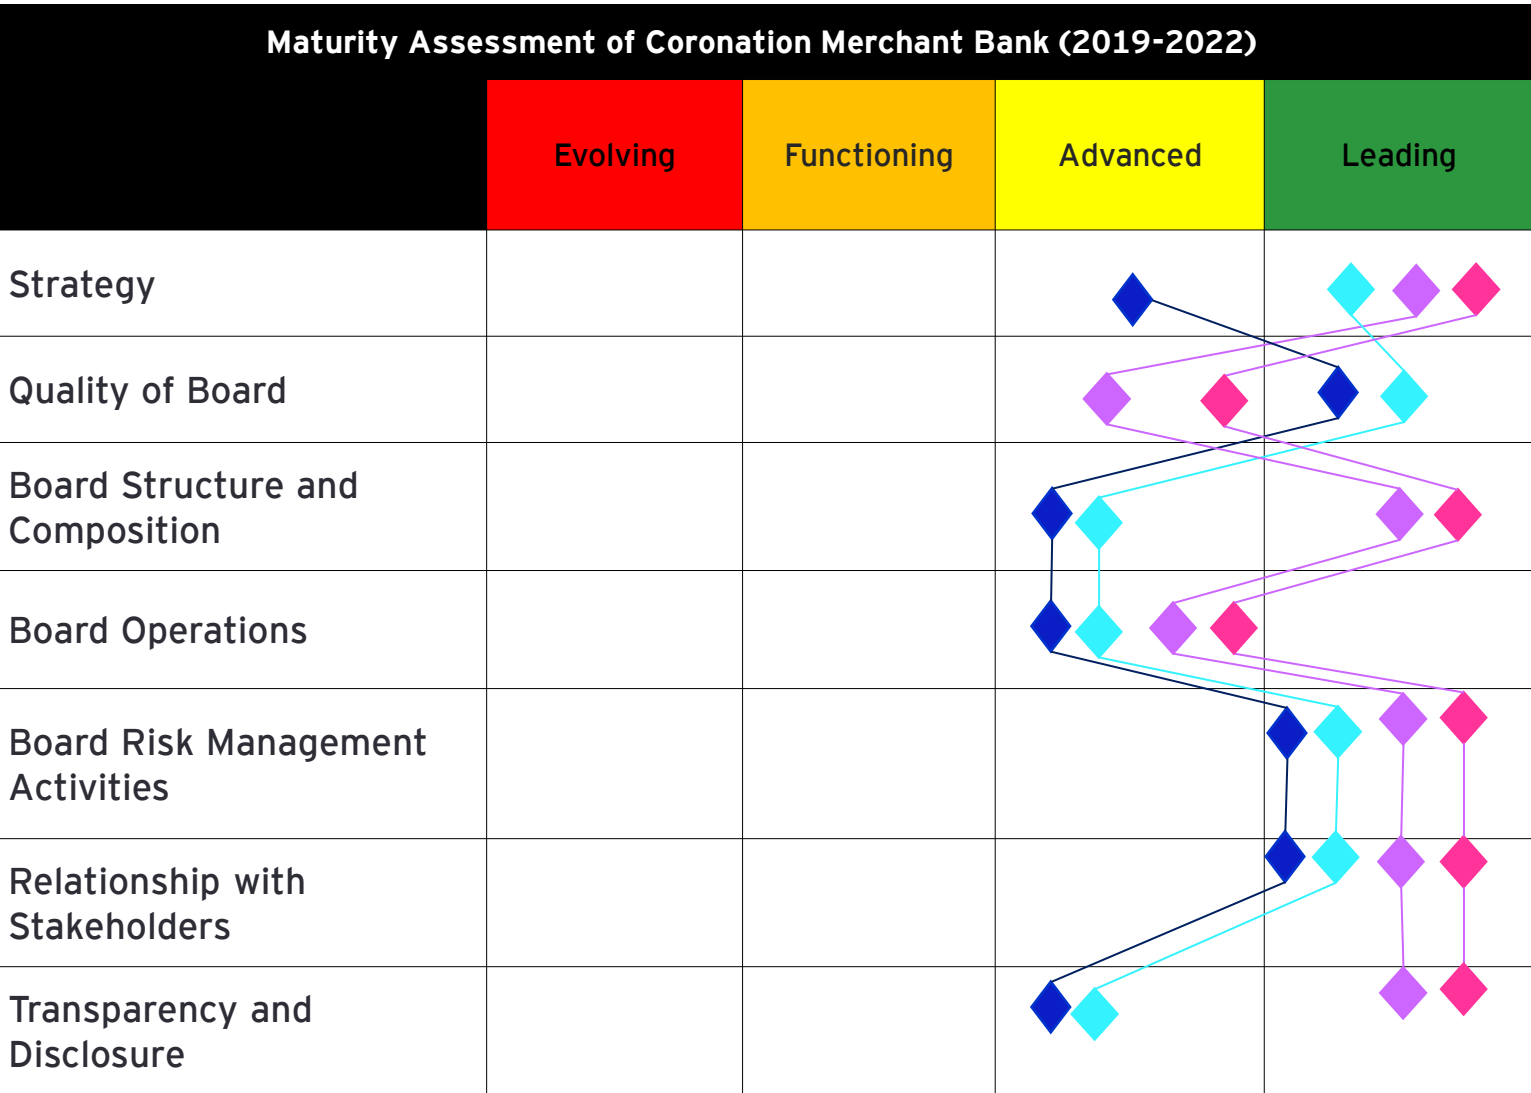 Maturity Assessment of Coronation Merchant Bank (2019-2022)
Evolving
Functioning
Advanced
Leading
Strategy
Quality of Board
Board Structure and
Composition
Board Operations
Board Risk Management
Activities
Relationship with
Stakeholders
Transparency and
Disclosure